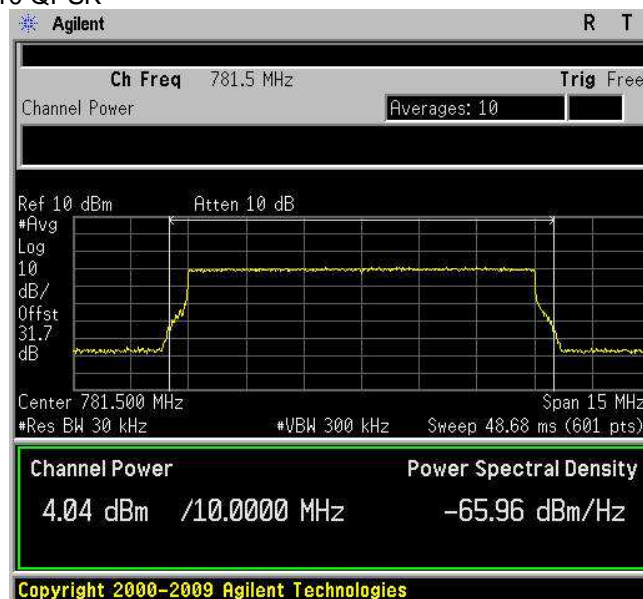 Agilent R T
Ch Freq 781.5 MHz Trig Free
Channel Power Averages: 10
Ref 10 dBm Atten 10 dB
#Avg
Log
10
dB/
Offst
31.7
dB
Center 781.500 MHz Span 15 MHz
#Res BW 30 kHz #VBW 300 kHz Sweep 48.68 ms (601 pts)
Channel Power Power Spectral Density
4.04 dBm /10.0000 MHz -65.96 dBm/Hz
Copyright 2000-2009 Agilent Technologies